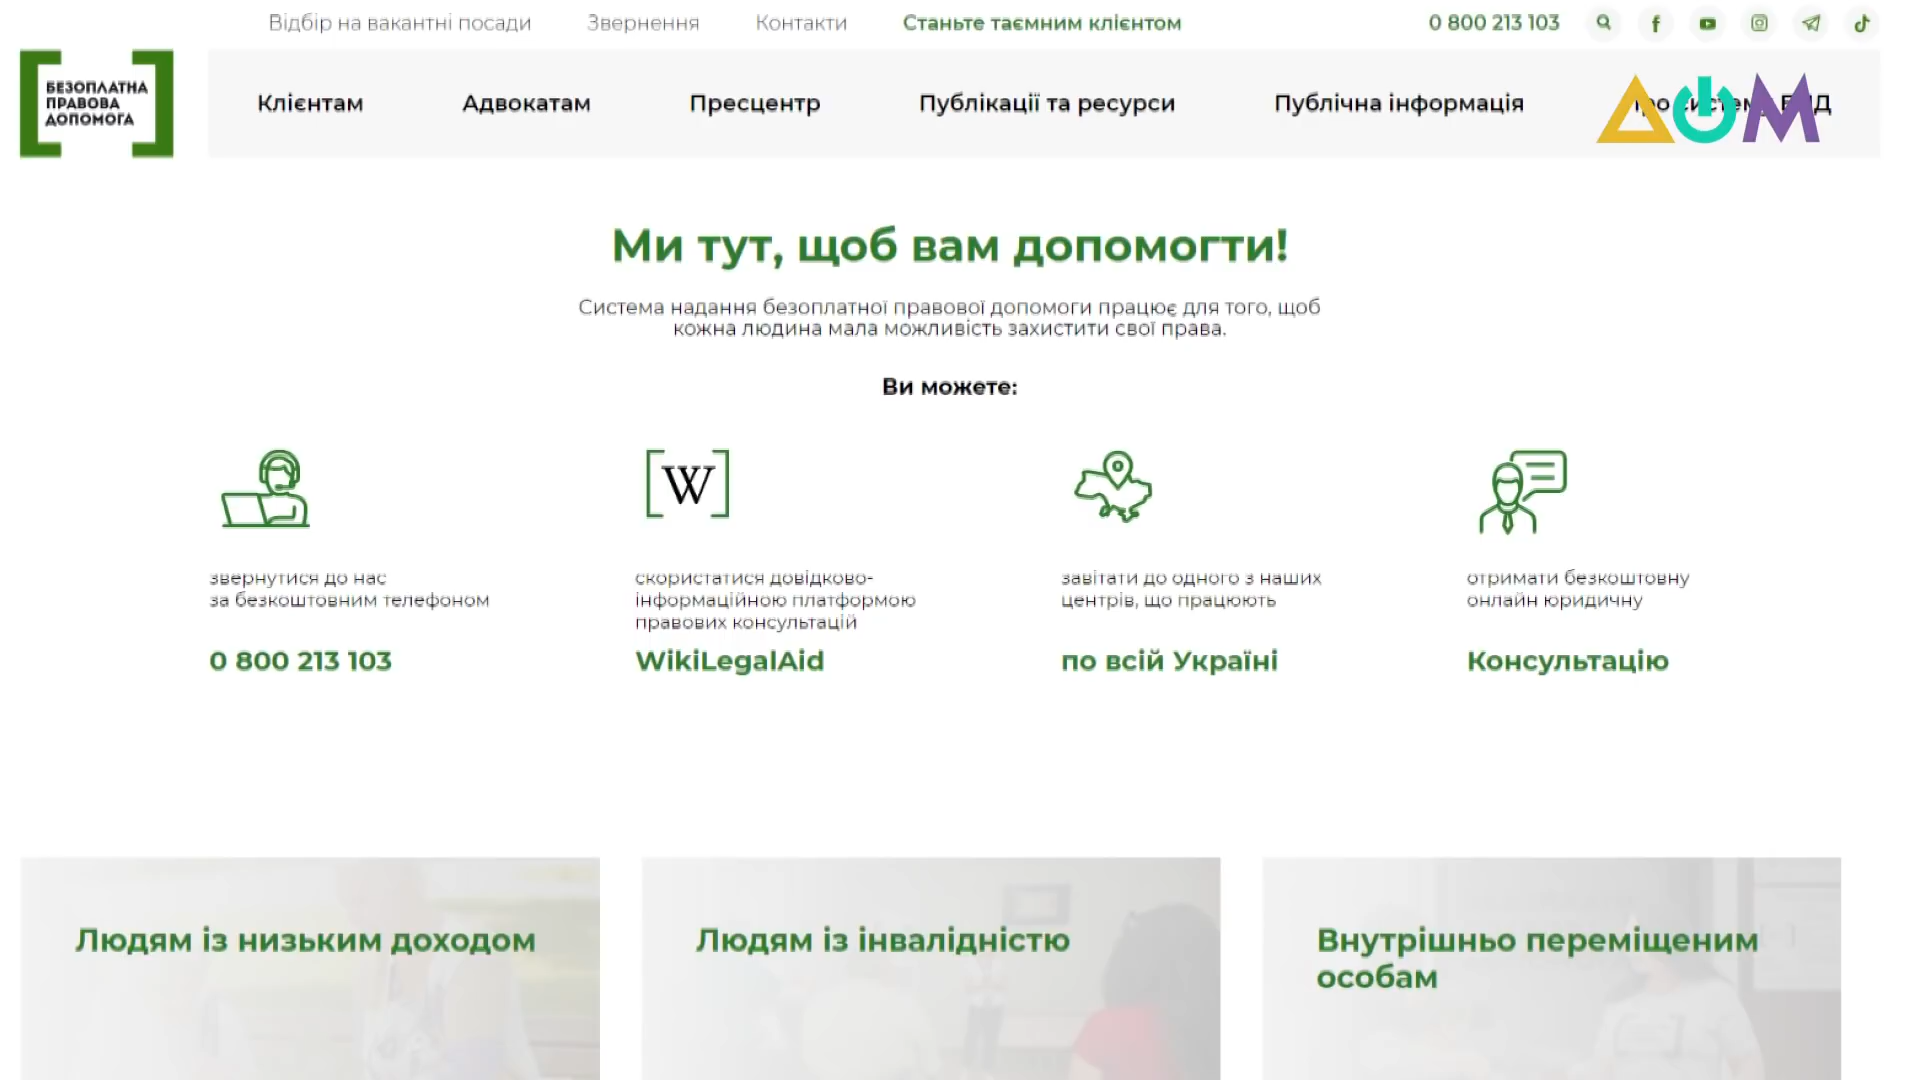 Відбір на вакантні посади
Звернення
Контакти
Станьте таємним клієнтом
0 800 213 103
БЕЗОПЛАТНА
ПРАВОВА
ДОПОМОГА
Клієнтам
Адвокатам
Пресцентр
Публікації та ресурси
Публічна інформація
ДОМ
Ми тут, щоб вам допомогти!
Система надання безоплатної правової допомоги працює для того, щоб
кожна людина мала можливість захистити свої права.
Ви можете:
W
звернутися до нас
за безкоштовним телефоном
0 800 213 103
скористатися довідково-
інформаційною платформою
правових консультацій
WikiLegalAid
завітати до одного з наших
центрів, що працюють
по всій Україні
отримати безкоштовну
онлайн юридичну
Консультацію
Людям із низьким доходом
Людям із інвалідністю
Внутрішньо переміщеним
особам